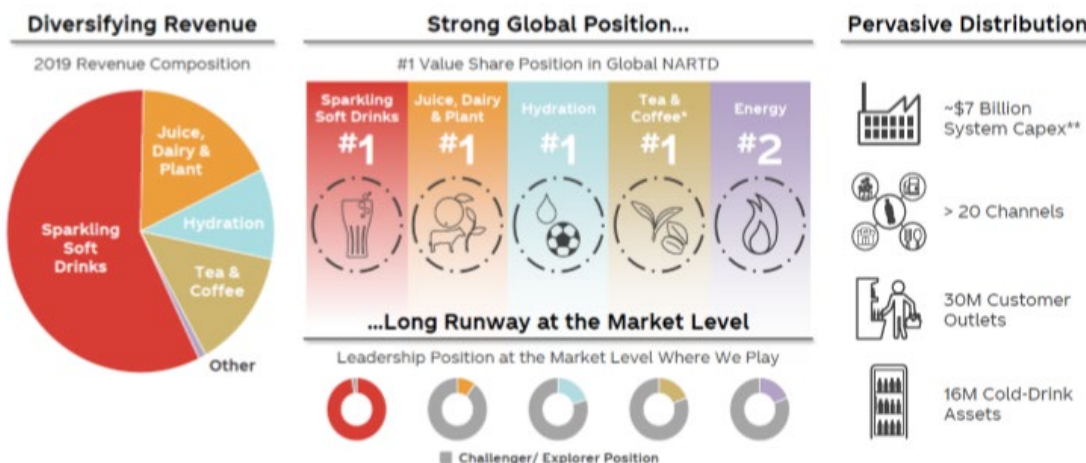 Diversifying Revenue
2019 Revenue Composition
Juice,
Dairy &
Plant
Hydration
Sparkling
Soft
Drinks
Tea &
Coffee
Other
Strong Global Position...
#1 Value Share Position in Global NARTD
Sparkling
Soft Drinks
#1
Juice, Dairy
& Plant
#1
Hydration
#1
Tea &
Coffee*
#1
Energy
#2
...Long Runway at the Market Level
Leadership Position at the Market Level Where We Play
Challenger/ Explorer Position
Pervasive Distribution
~$7 Billion
System Capex**
> 20 Channels
30M Customer
Outlets
16M Cold-Drink
Assets